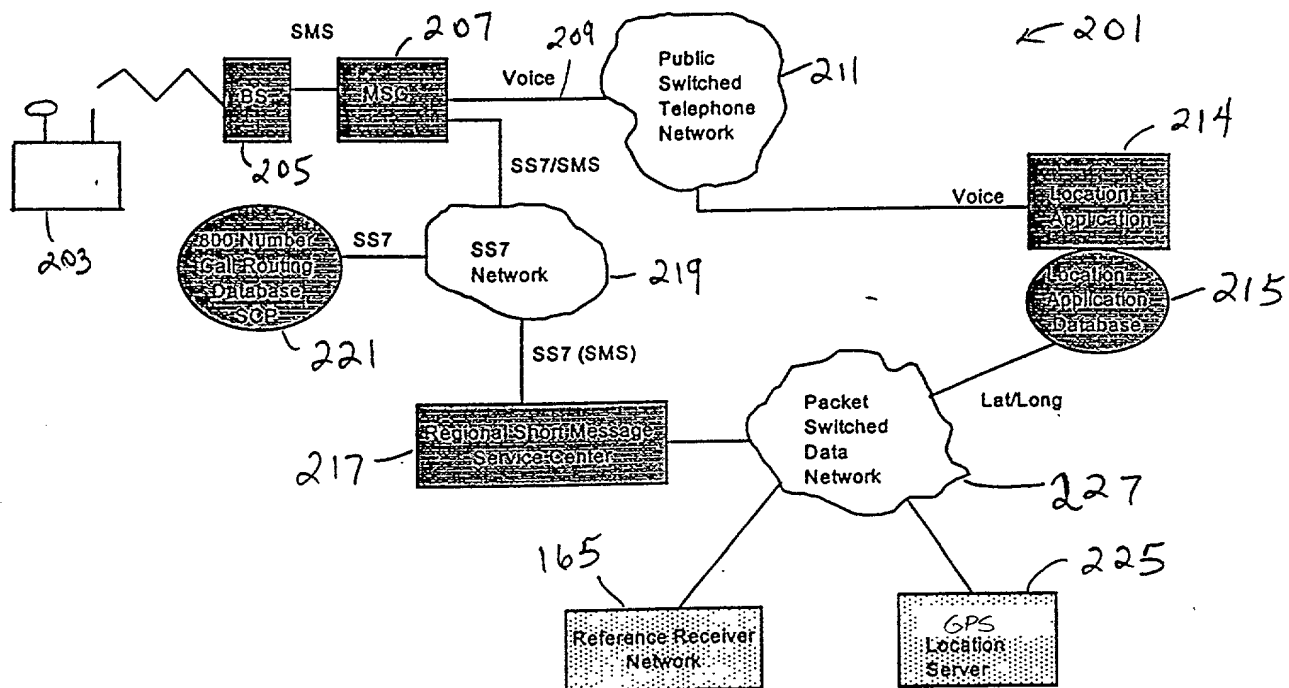 SMS
207
209
201
BS
MSC
Voice
Public
Switched
Telephone
Network
211
205
203
SS7/SMS
214
Voice
Location
Application
800 Number
Call Routing
Database
SCP
221
SS7
SS7
Network
219
Location
Application
Database
215
SS7 (SMS)
Regional Short Message
Service Center
217
Packet
Switched
Data
Network
Lat/Long
227
165
Reference Receiver
Network
225
GPS
Location
Server